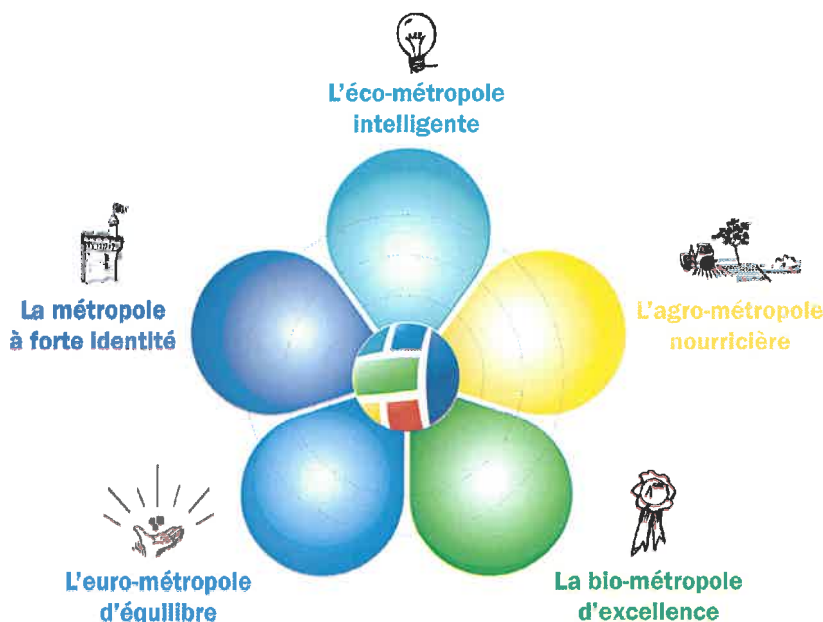 L'éco-métropole
intelligente
La métropole
à forte identité
L'agro-métropole
nourricière
L'euro-métropole
d'équilibre
La bio-métropole
d'excellence